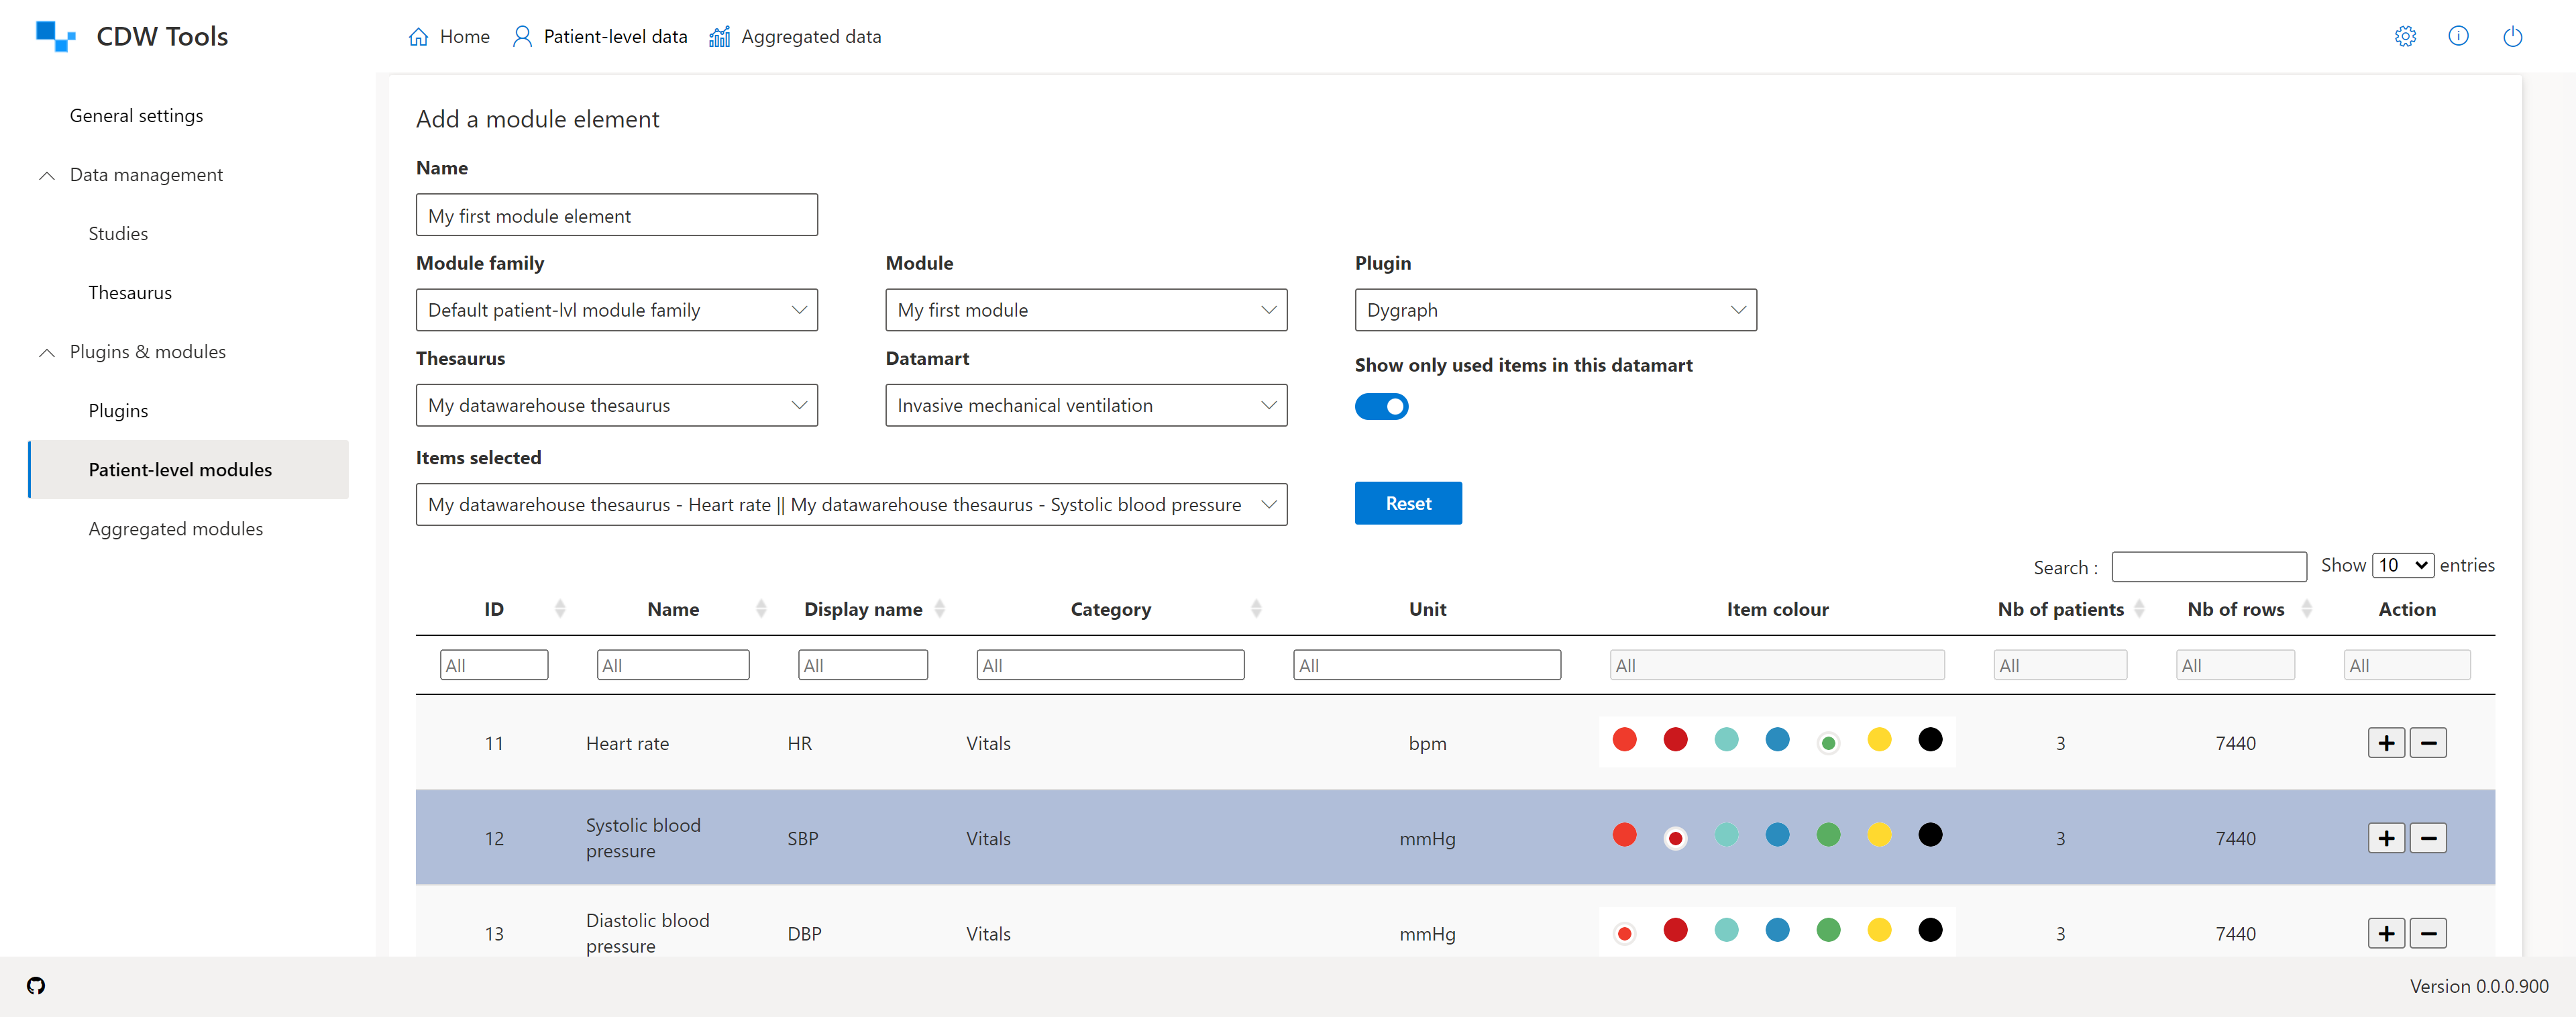 CDW Tools
Home
Patient-level data
Aggregated data
General settings
Data management
Studies
Thesaurus
Plugins & modules
Plugins
Patient-level modules
Aggregated modules
Add a module element
Name
My first module element
Module family
Module
Plugin
Default patient-lvl module family
My first module
Dygraph
Thesaurus
Datamart
Show only used items in this datamart
My datawarehouse thesaurus
Invasive mechanical ventilation
Items selected
My datawarehouse thesaurus - Heart rate || My datawarehouse thesaurus - Systolic blood pressure
Reset
Search :
Show 10 entries
ID Name Display name Category Unit Item colour Nb of patients Nb of rows Action
All All All All All All All All All
11 Heart rate HR Vitals bpm 3 7440 + −
12 Systolic blood pressure SBP Vitals mmHg 3 7440 + −
13 Diastolic blood pressure DBP Vitals mmHg 3 7440 + −
Version 0.0.0.900